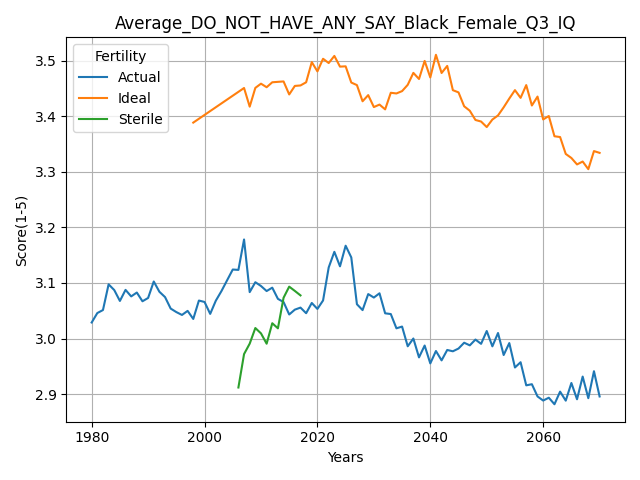 Average_DO_NOT_HAVE_ANY_SAY_Black_Female_Q3_IQ
Fertility
Actual
Ideal
Sterile
Score(1-5)
3.5
3.4
3.3
3.2
3.1
3.0
2.9
1980 2000 2020 2040 2060
Years